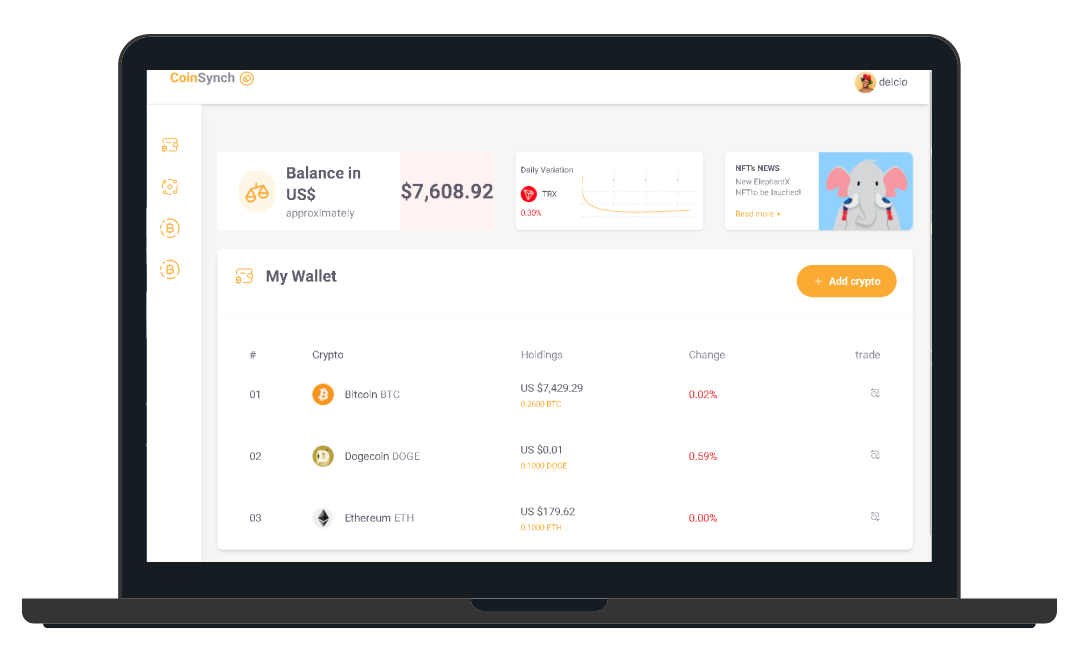 CoinSynch
delcio
Balance in
US$
approximately
$7,608.92
Daily Variation
TRX
0.30%
NFT's NEWS
New ElephantX
NFTto be lauched!
Read more +
My Wallet
+ Add crypto
# Crypto Holdings Change trade
01 Bitcoin BTC US $7,429.29 0.02%
0.2600 BTC
02 Dogecoin DOGE US $0.01 0.59%
0.1000 DOGE
03 Ethereum ETH US $179.62 0.00%
0.1000 ETH